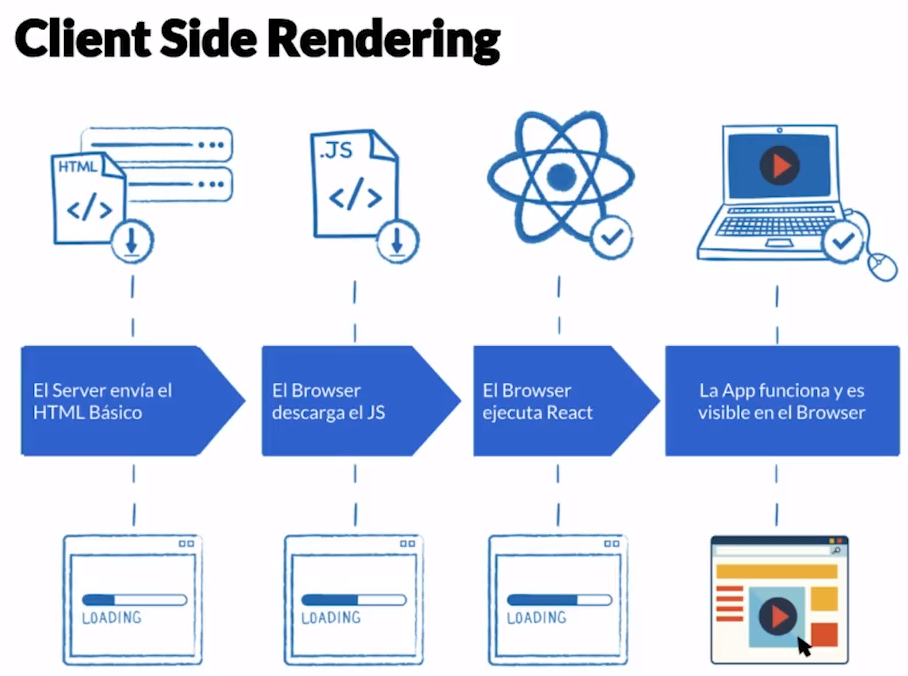 Client Side Rendering
HTML
</>
.JS
</>
El Server envía el
HTML Básico
El Browser
descarga el JS
El Browser
ejecuta React
La App funciona y es
visible en el Browser
LOADING
LOADING
LOADING